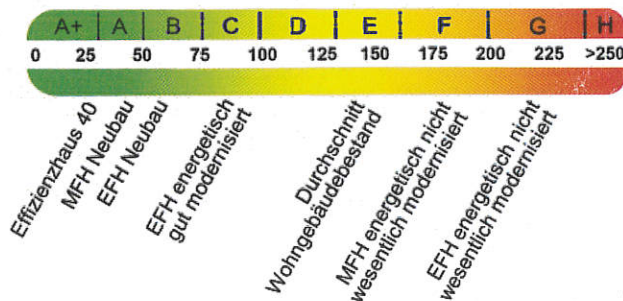 A+ A B C D E F G H
0 25 50 75 100 125 150 175 200 225 >250
Effizienzhaus 40
MFH Neubau
EFH Neubau
EFH energetisch
gut modernisiert
Durchschnitt
Wohngebäudebestand
MFH energetisch nicht
wesentlich modernisiert
EFH energetisch nicht
wesentlich modernisiert